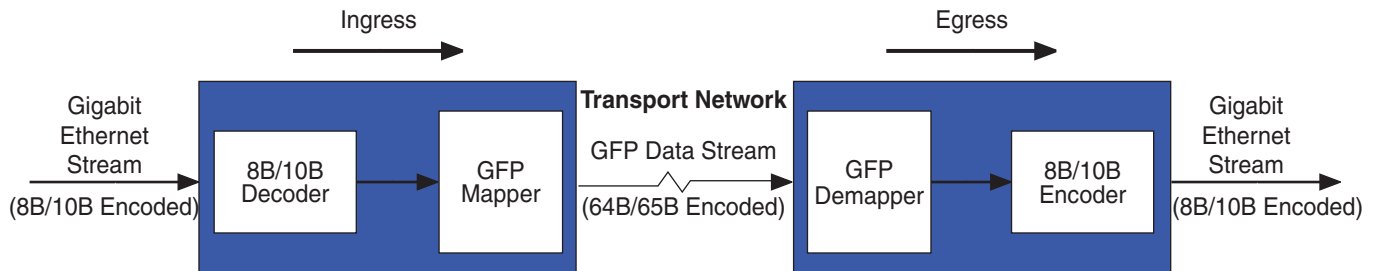 Ingress
Egress
Gigabit
Ethernet
Stream
(8B/10B Encoded)
8B/10B
Decoder
GFP
Mapper
Transport Network
GFP Data Stream
(64B/65B Encoded)
GFP
Demapper
8B/10B
Encoder
Gigabit
Ethernet
Stream
(8B/10B Encoded)